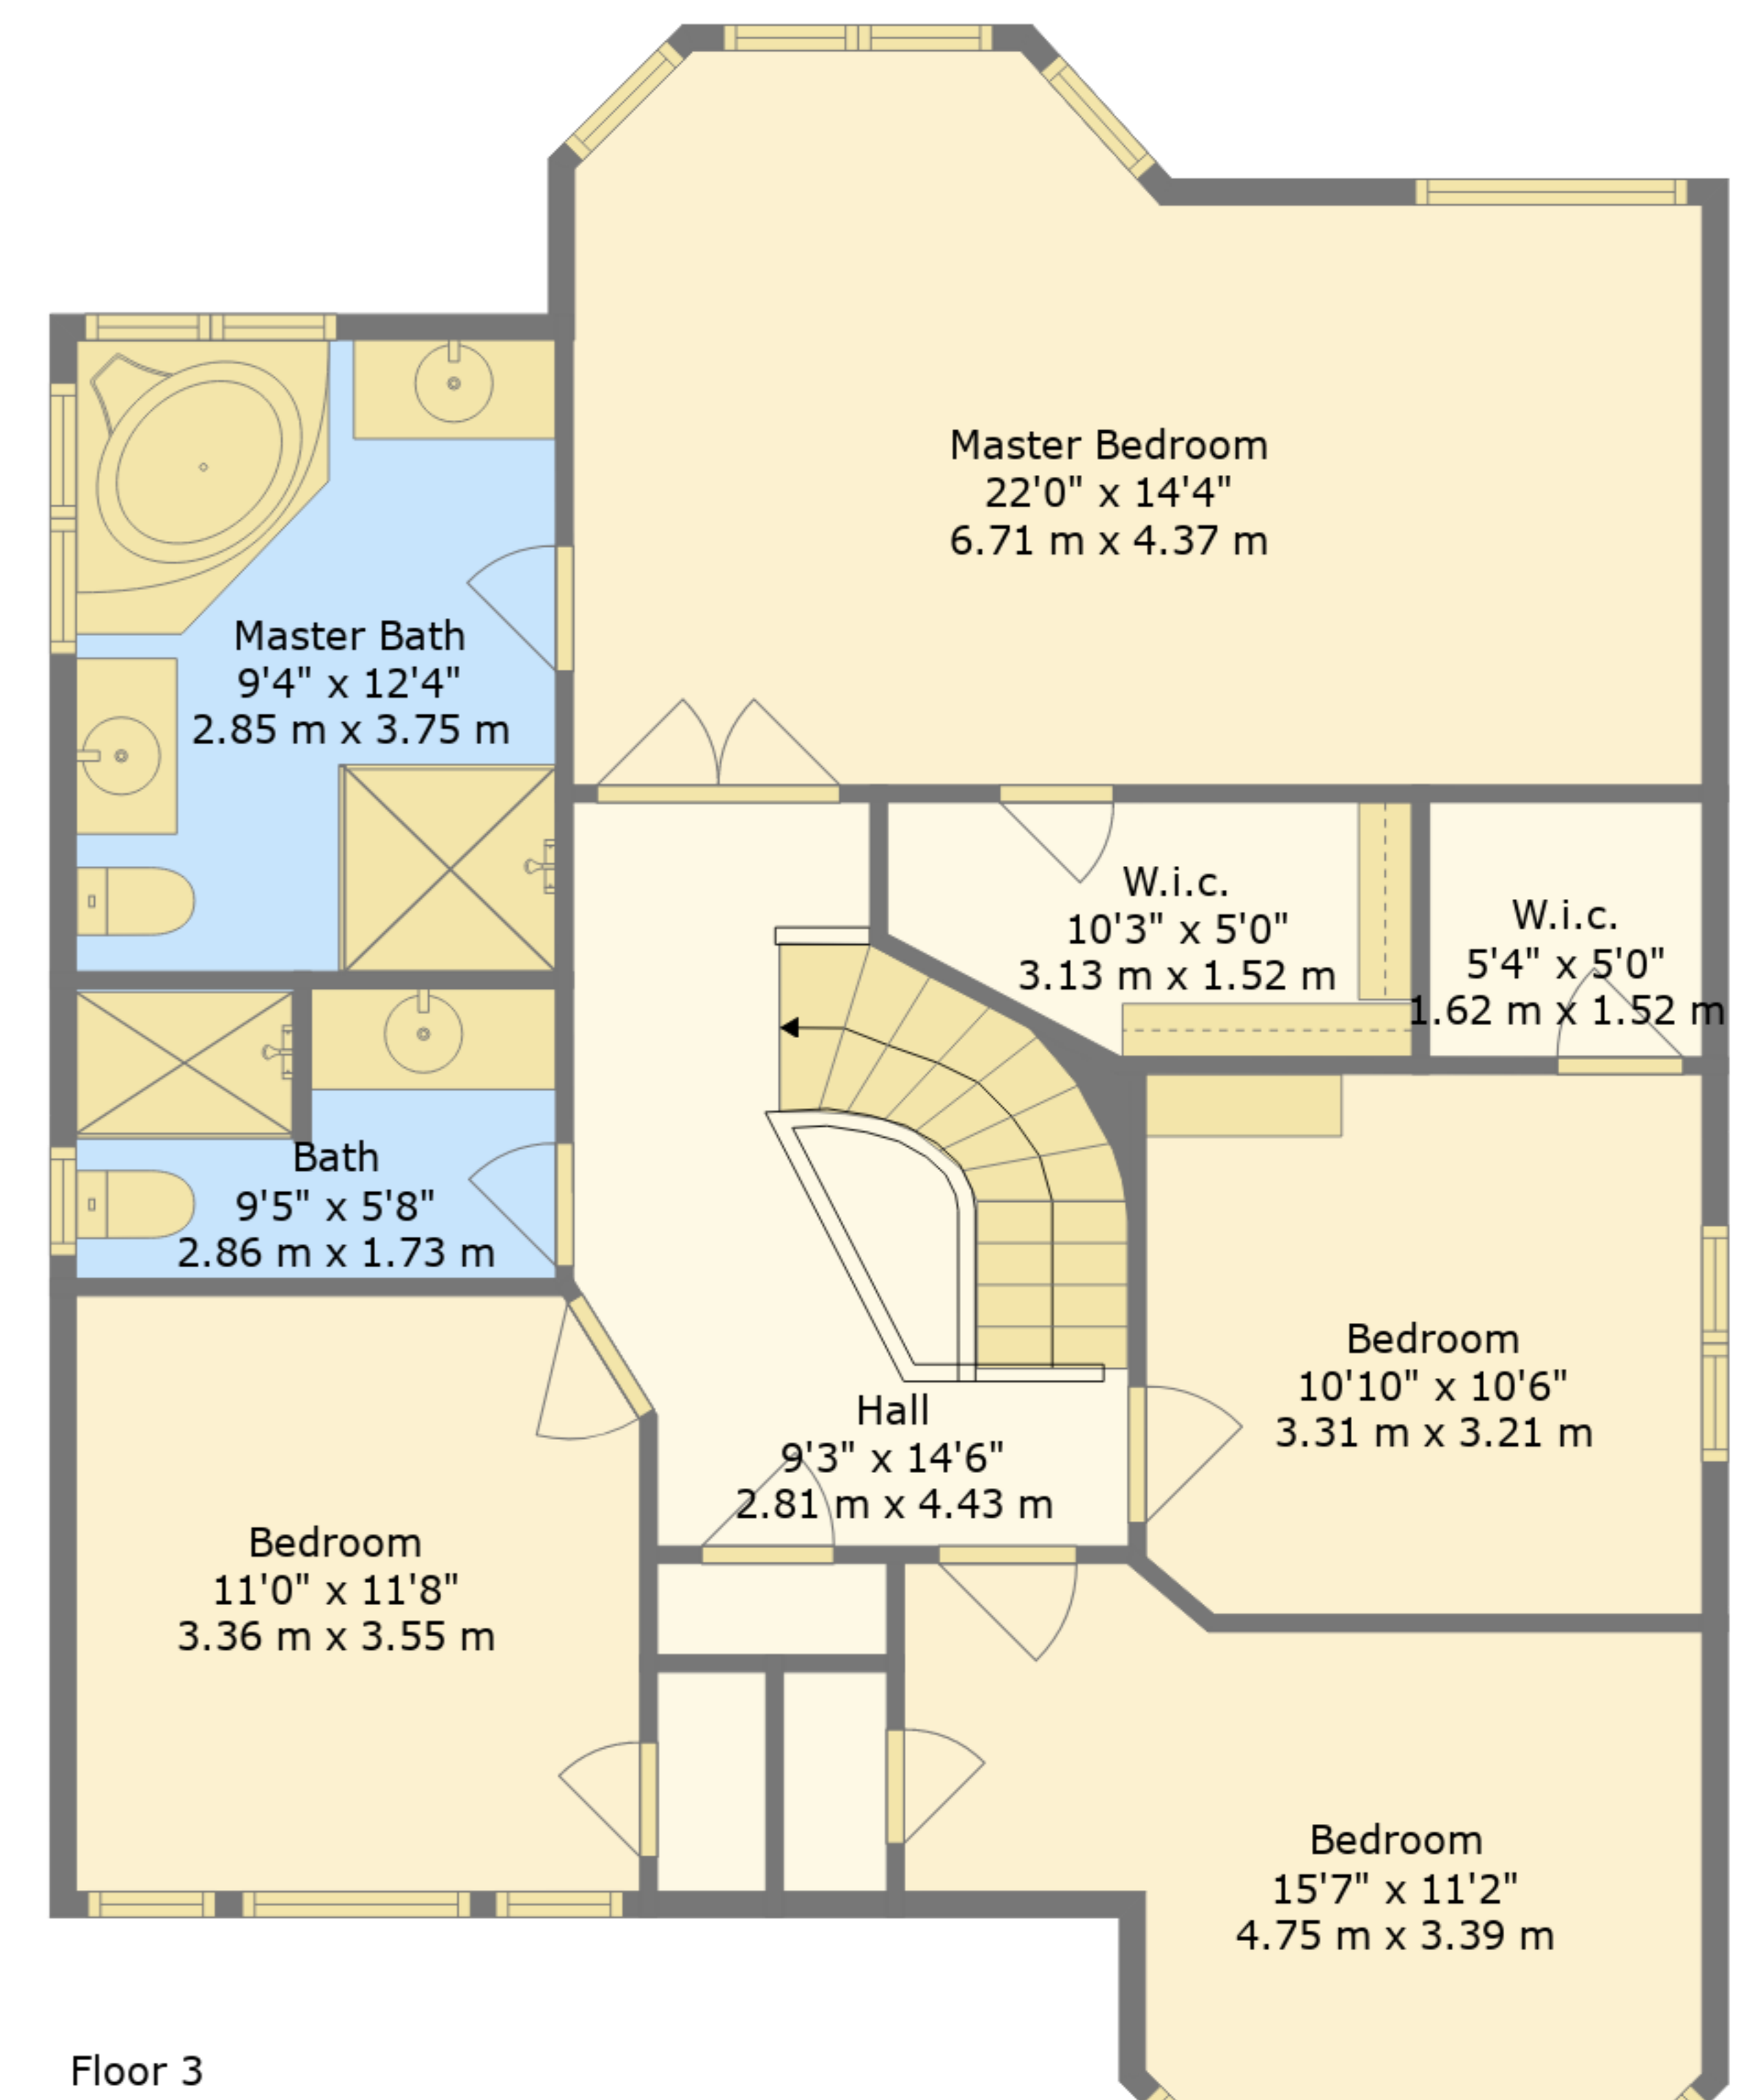 Master Bedroom
22'0" x 14'4"
6.71 m x 4.37 m
Master Bath
9'4" x 12'4"
2.85 m x 3.75 m
W.i.c.
10'3" x 5'0"
3.13 m x 1.52 m
W.i.c.
5'4" x 5'0"
1.62 m x 1.52 m
Bath
9'5" x 5'8"
2.86 m x 1.73 m
Bedroom
10'10" x 10'6"
3.31 m x 3.21 m
Hall
9'3" x 14'6"
2.81 m x 4.43 m
Bedroom
11'0" x 11'8"
3.36 m x 3.55 m
Bedroom
15'7" x 11'2"
4.75 m x 3.39 m
Floor 3